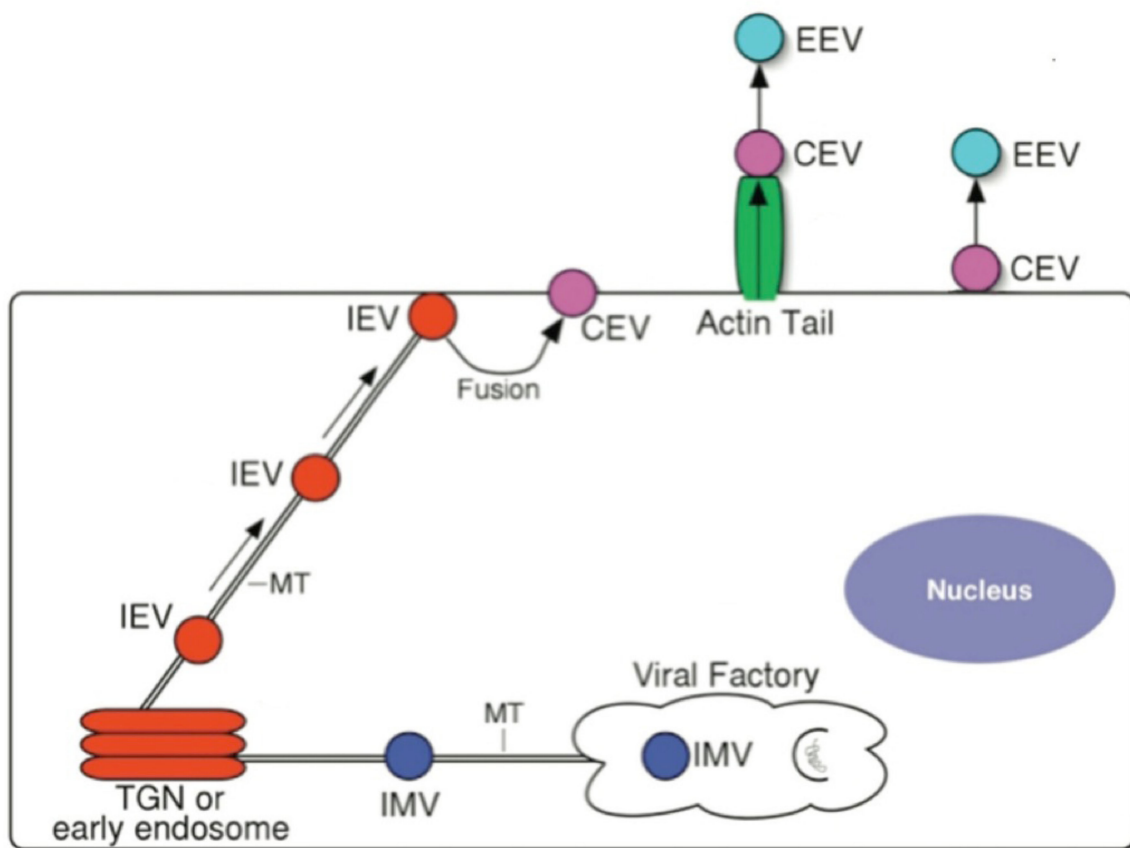 EEV
CEV
EEV
CEV
IEV
CEV
Actin Tail
Fusion
IEV
MT
IEV
Nucleus
Viral Factory
MT
IMV
IMV
TGN or
early endosome